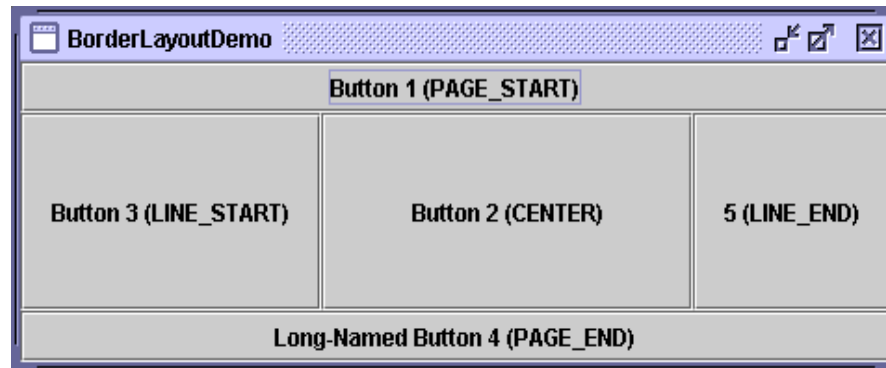 BorderLayoutDemo
Button 1 (PAGE_START)
Button 3 (LINE_START)
Button 2 (CENTER)
5 (LINE_END)
Long-Named Button 4 (PAGE_END)